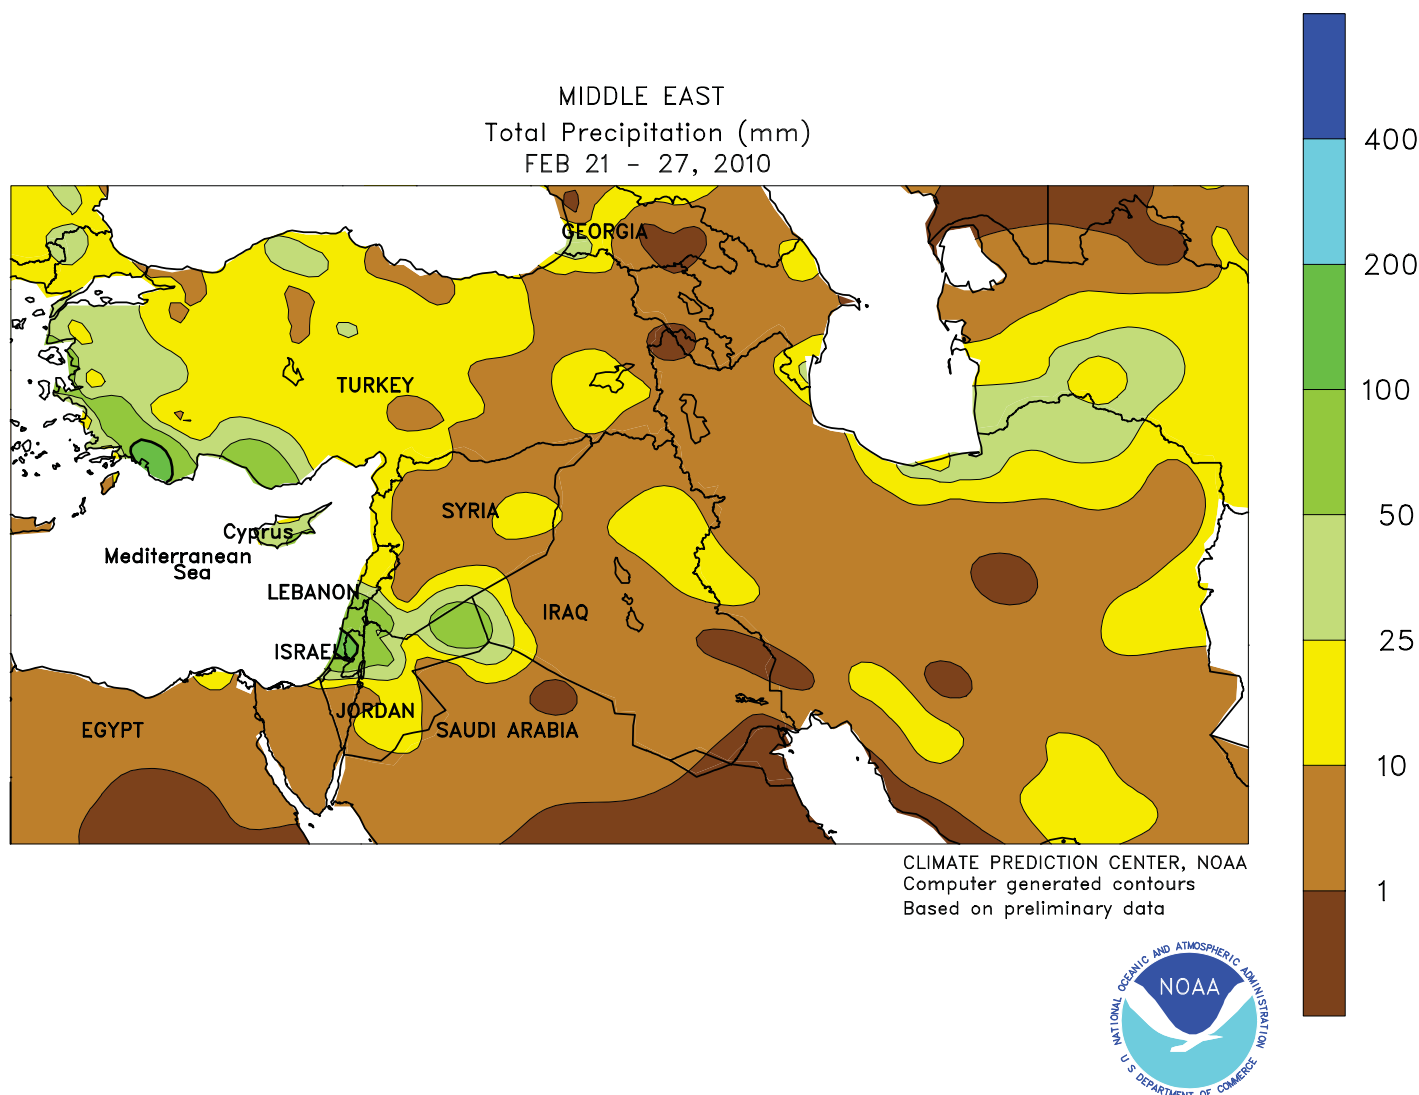 MIDDLE EAST
Total Precipitation (mm)
FEB 21 - 27, 2010
400
200
100
50
25
10
1
GEORGIA
TURKEY
SYRIA
Cyprus
Mediterranean
Sea
LEBANON
IRAQ
ISRAEL
JORDAN
EGYPT
SAUDI ARABIA
CLIMATE PREDICTION CENTER, NOAA
Computer generated contours
Based on preliminary data
NATIONAL OCEANIC AND ATMOSPHERIC ADMINISTRATION
NOAA
U S DEPARTMENT OF COMMERCE